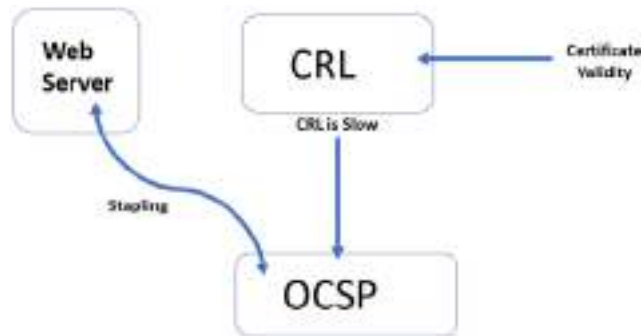 Web
Server
CRL
Certificate
Validity
CRL is Slow
Stapling
OCSP